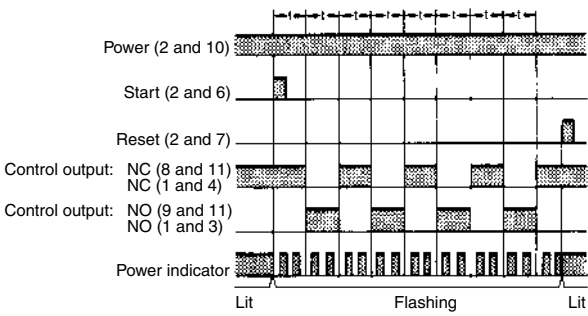 t t t t t t t t
Power (2 and 10)
Start (2 and 6)
Reset (2 and 7)
Control output: NC (8 and 11)
NC (1 and 4)
Control output: NO (9 and 11)
NO (1 and 3)
Power indicator
Lit Flashing Lit